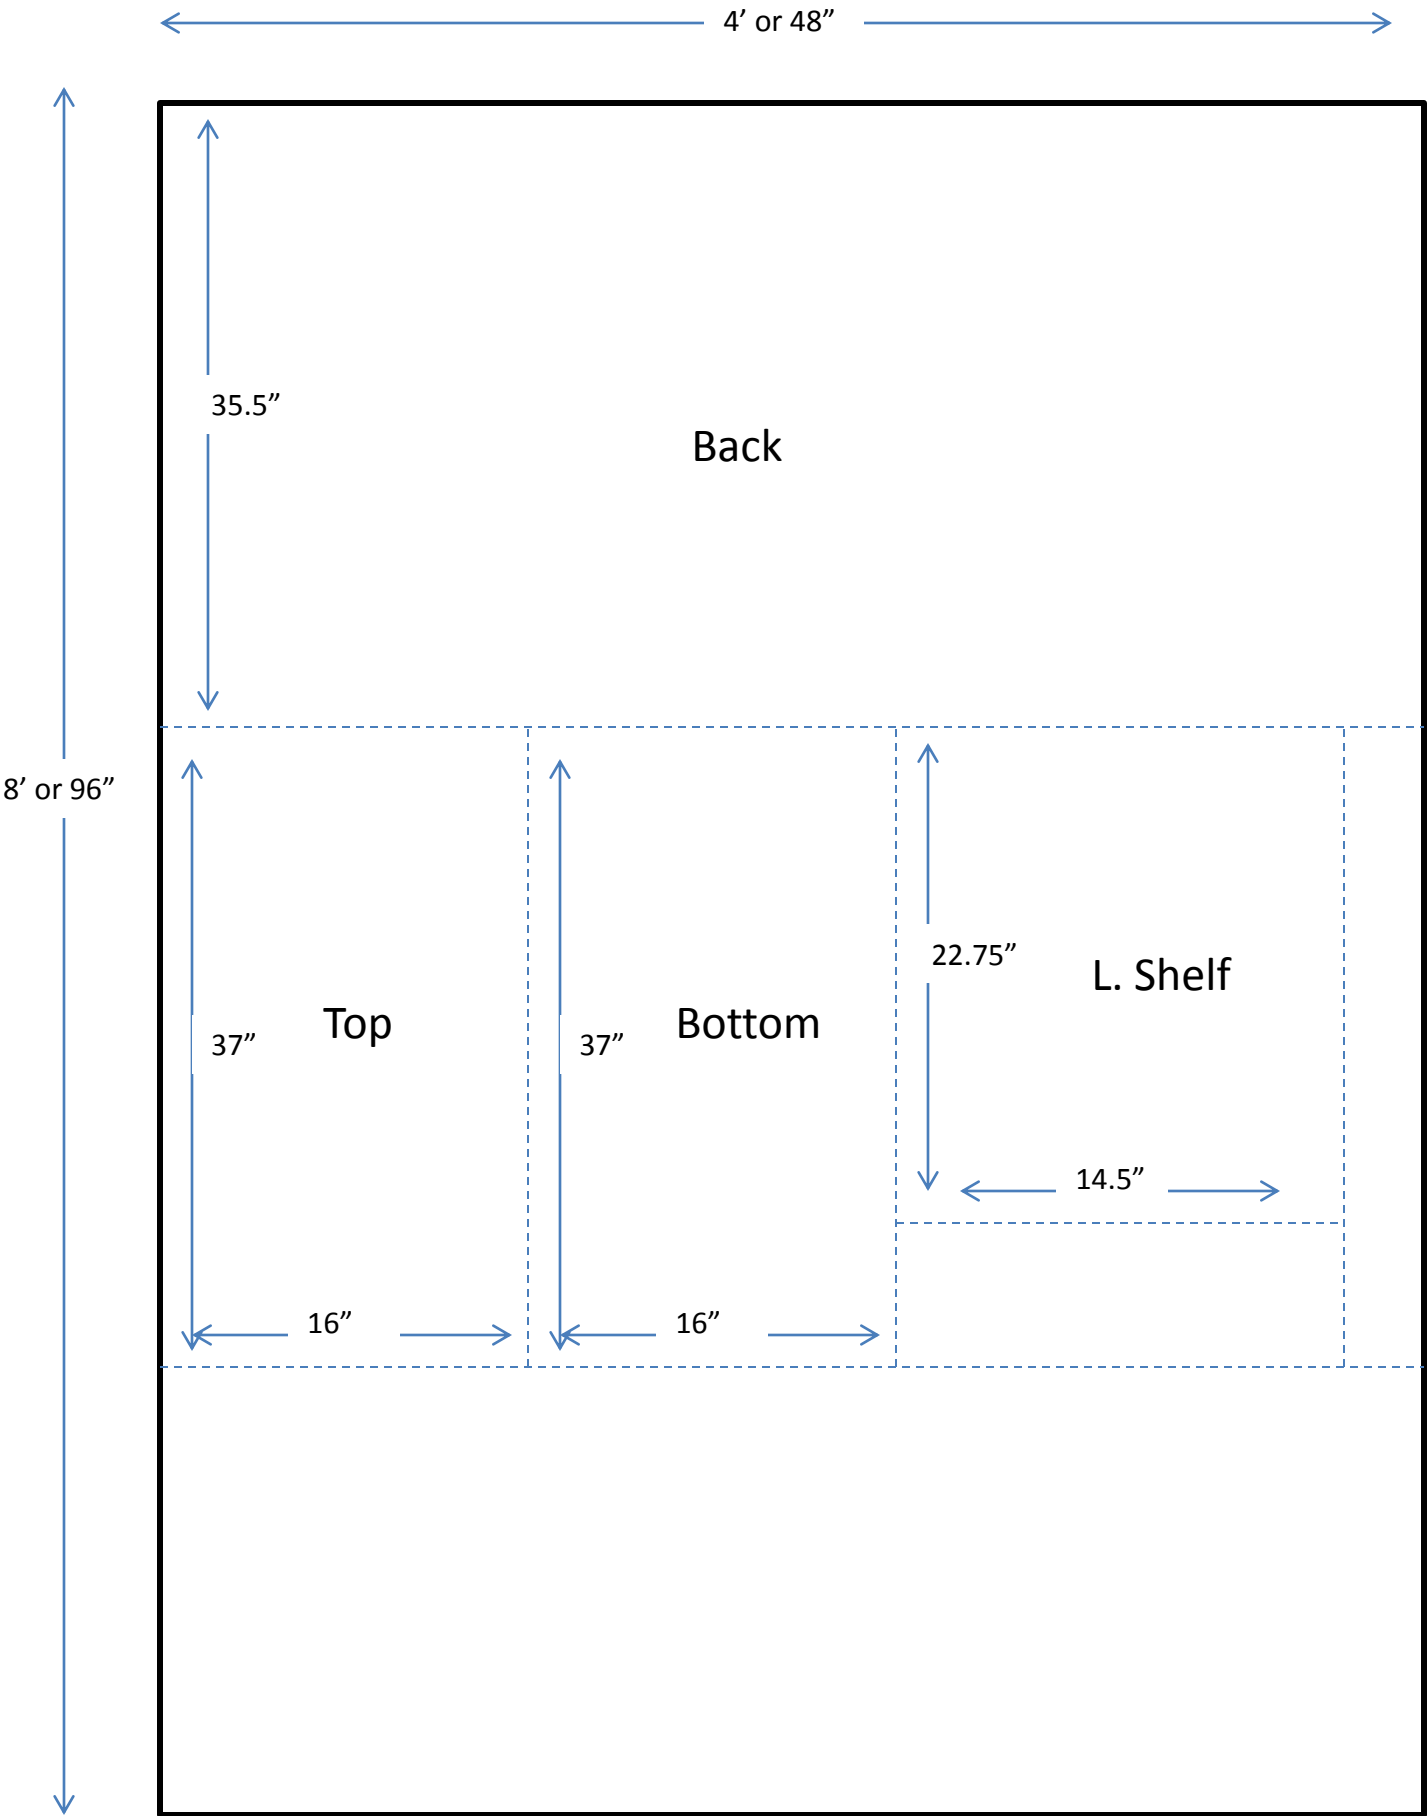 4’ or 48”
35.5”
Back
8’ or 96”
22.75”
L. Shelf
37”
Top
37”
Bottom
14.5”
16”
16”